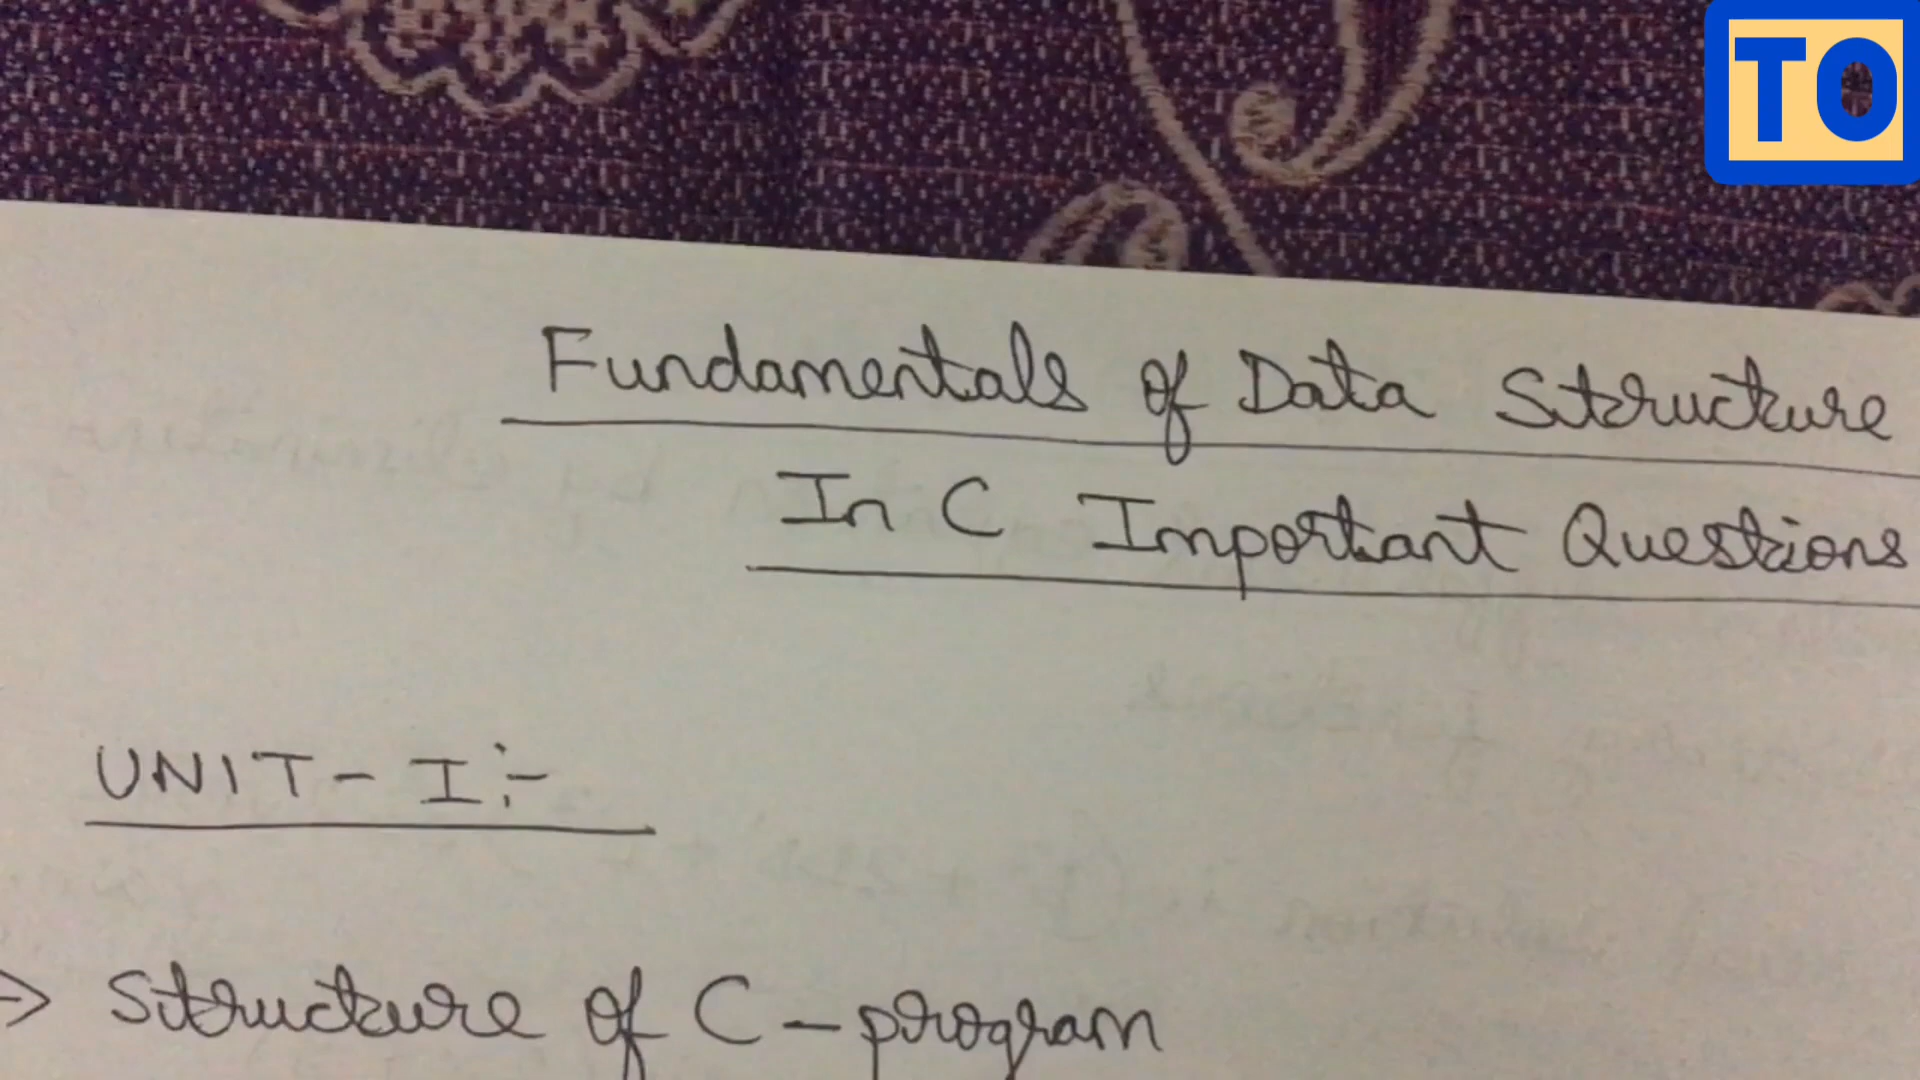 TO
Fundamentals of Data Structure
In C Important Questions
UNIT - I :-
-> Structure of C - program